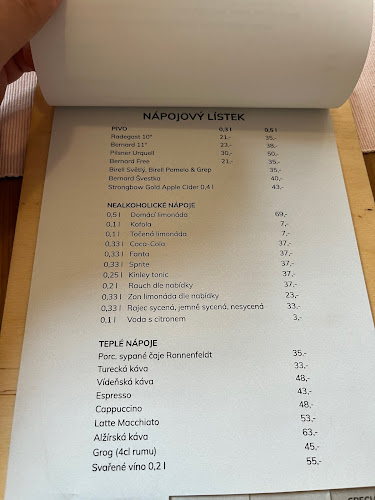 NÁPOJOVÝ LÍSTEK
PIVO 0,3 l 0,5 l
Radegast 10° 21,- 35,-
Bernard 11° 23,- 38,-
Pilsner Urquell 30,- 50,-
Bernard Free 21,- 35,-
Birell Světlý, Birell Pomelo & Grep 35,-
Bernard Švestka 40,-
Strongbow Gold Apple Cider 0,4 l 43,-
NEALKOHOLICKÉ NÁPOJE
0,5 l Domácí limonáda 69,-
0,1 l Kofola 7,-
0,1 l Točená limonáda 7,-
0,33 l Coca-Cola 37,-
0,33 l Fanta 37,-
0,33 l Sprite 37,-
0,25 l Kinley tonic 37,-
0,2 l Rauch dle nabídky 37,-
0,33 l Zon limonáda dle nabídky 23,-
0,33 l Rajec sycená, jemně sycená, nesycená 33,-
0,1 l Voda s citronem 3,-
TEPLÉ NÁPOJE
Porc. sypané čaje Ronnenfeldt 35,-
Turecká káva 33,-
Vídeňská káva 48,-
Espresso 43,-
Cappuccino 48,-
Latte Macchiato 53,-
Alžírská káva 63,-
Grog (4cl rumu) 45,-
Svařené víno 0,2 l 55,-